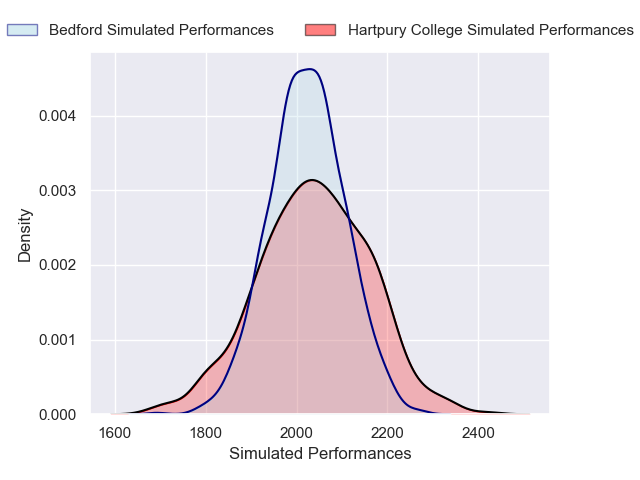 Bedford Simulated Performances
Hartpury College Simulated Performances
0.004
0.003
0.002
0.001
0.000
Density
1600 1800 2000 2200 2400
Simulated Performances